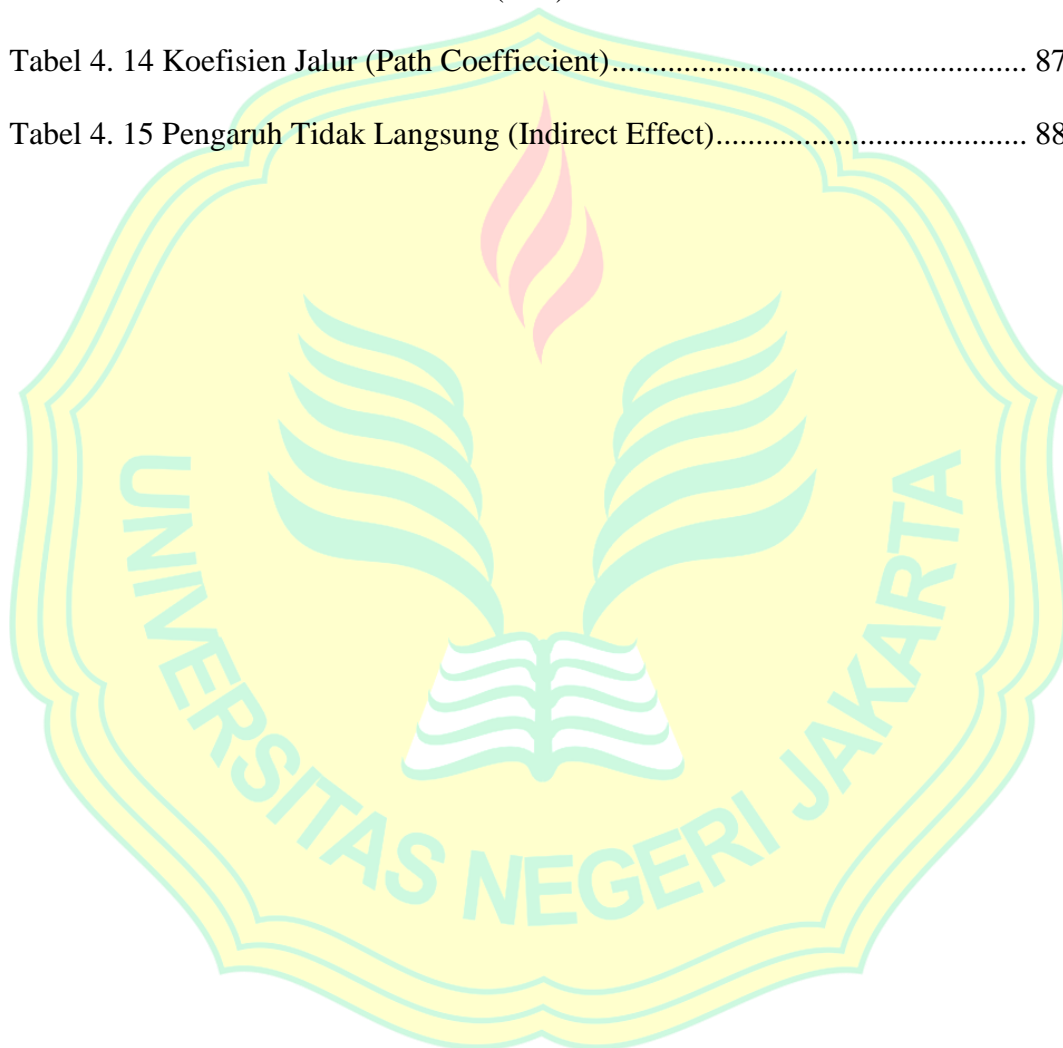 Tabel 4. 14 Koefisien Jalur (Path Coeffiecient)................................................... 87
Tabel 4. 15 Pengaruh Tidak Langsung (Indirect Effect)...................................... 88
UNIVERSITAS NEGERI JAKARTA